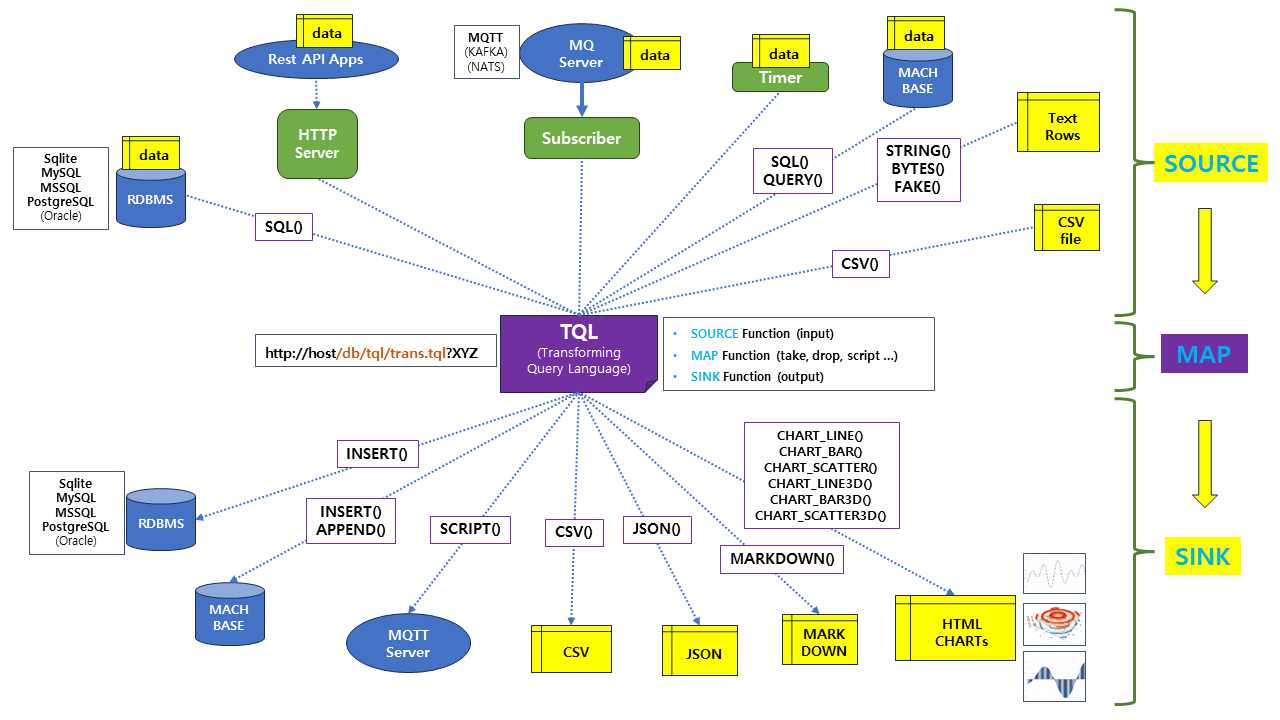 data
Rest API Apps
HTTP
Server
MQTT
(KAFKA)
(NATS)
MQ
Server
data
Subscriber
data
Timer
data
MACH
BASE
Text
Rows
Sqlite
MySQL
MSSQL
PostgreSQL
(Oracle)
data
RDBMS
SQL()
SQL()
QUERY()
STRING()
BYTES()
FAKE()
CSV
file
CSV()
SOURCE
http://host/db/tql/trans.tql?XYZ
TQL
(Transforming
Query Language)
• SOURCE Function (input)
• MAP Function (take, drop, script ...)
• SINK Function (output)
MAP
INSERT()
Sqlite
MySQL
MSSQL
PostgreSQL
(Oracle)
RDBMS
INSERT()
APPEND()
MACH
BASE
SCRIPT()
MQTT
Server
CSV()
CSV
JSON()
JSON
MARKDOWN()
MARK
DOWN
CHART_LINE()
CHART_BAR()
CHART_SCATTER()
CHART_LINE3D()
CHART_BAR3D()
CHART_SCATTER3D()
HTML
CHARTs
SINK